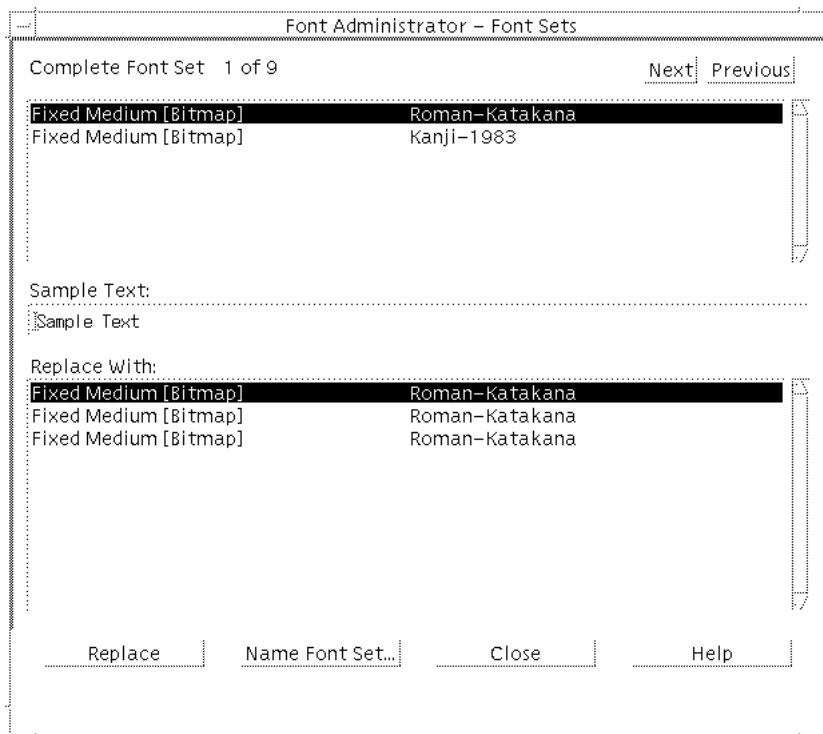 Font Administrator – Font Sets
Complete Font Set 1 of 9
Next Previous
Fixed Medium [Bitmap] Roman–Katakana
Fixed Medium [Bitmap] Kanji–1983
Sample Text:
Sample Text
Replace With:
Fixed Medium [Bitmap] Roman–Katakana
Fixed Medium [Bitmap] Roman–Katakana
Fixed Medium [Bitmap] Roman–Katakana
Replace Name Font Set... Close Help